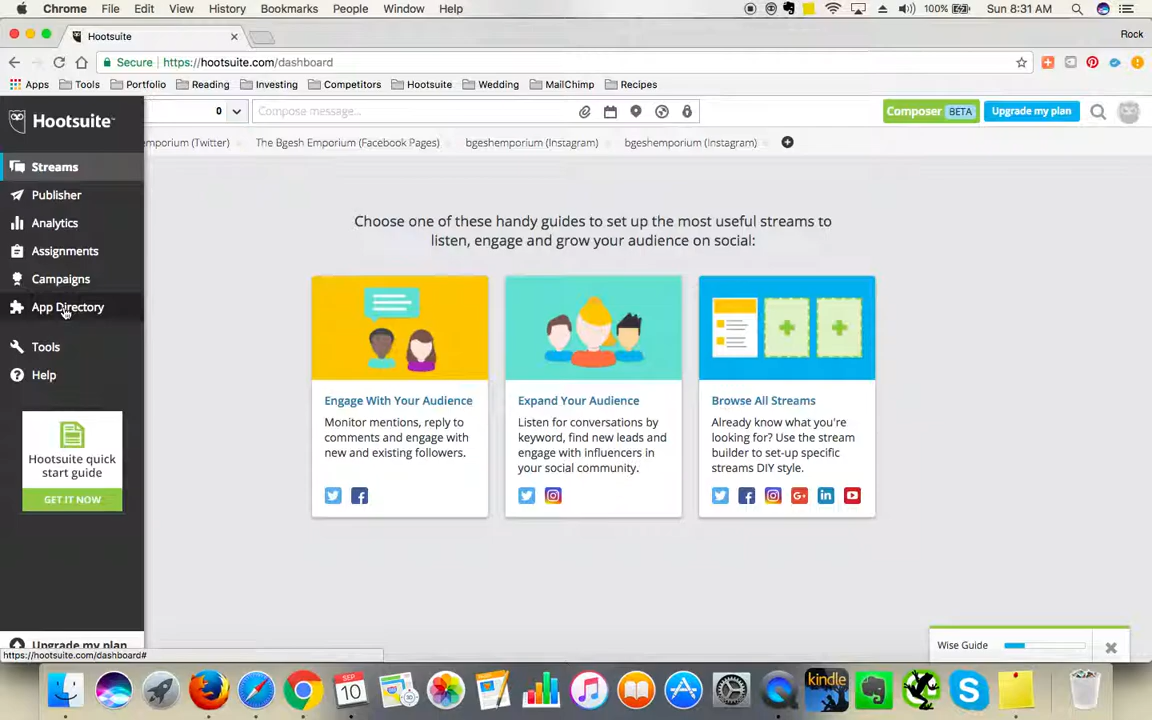 Chrome File Edit View History Bookmarks People Window Help 100% Sun 8:31 AM
Hootsuite Rock
Secure https://hootsuite.com/dashboard
Apps Tools Portfolio Reading Investing Competitors Hootsuite Wedding MailChimp Recipes
Hootsuite 0 Compose message... Composer BETA Upgrade my plan
emporium (Twitter) The Bgesh Emporium (Facebook Pages) bgeshemporium (Instagram) bgeshemporium (Instagram)
Streams
Publisher
Analytics
Assignments
Campaigns
App Directory
Tools
Help
Hootsuite quick
start guide
GET IT NOW
Upgrade my plan
https://hootsuite.com/dashboard#
Choose one of these handy guides to set up the most useful streams to
listen, engage and grow your audience on social:
Engage With Your Audience
Monitor mentions, reply to
comments and engage with
new and existing followers.
Expand Your Audience
Listen for conversations by
keyword, find new leads and
engage with influencers in
your social community.
Browse All Streams
Already know what you're
looking for? Use the stream
builder to set-up specific
streams DIY style.
Wise Guide
SEP
10
kindle